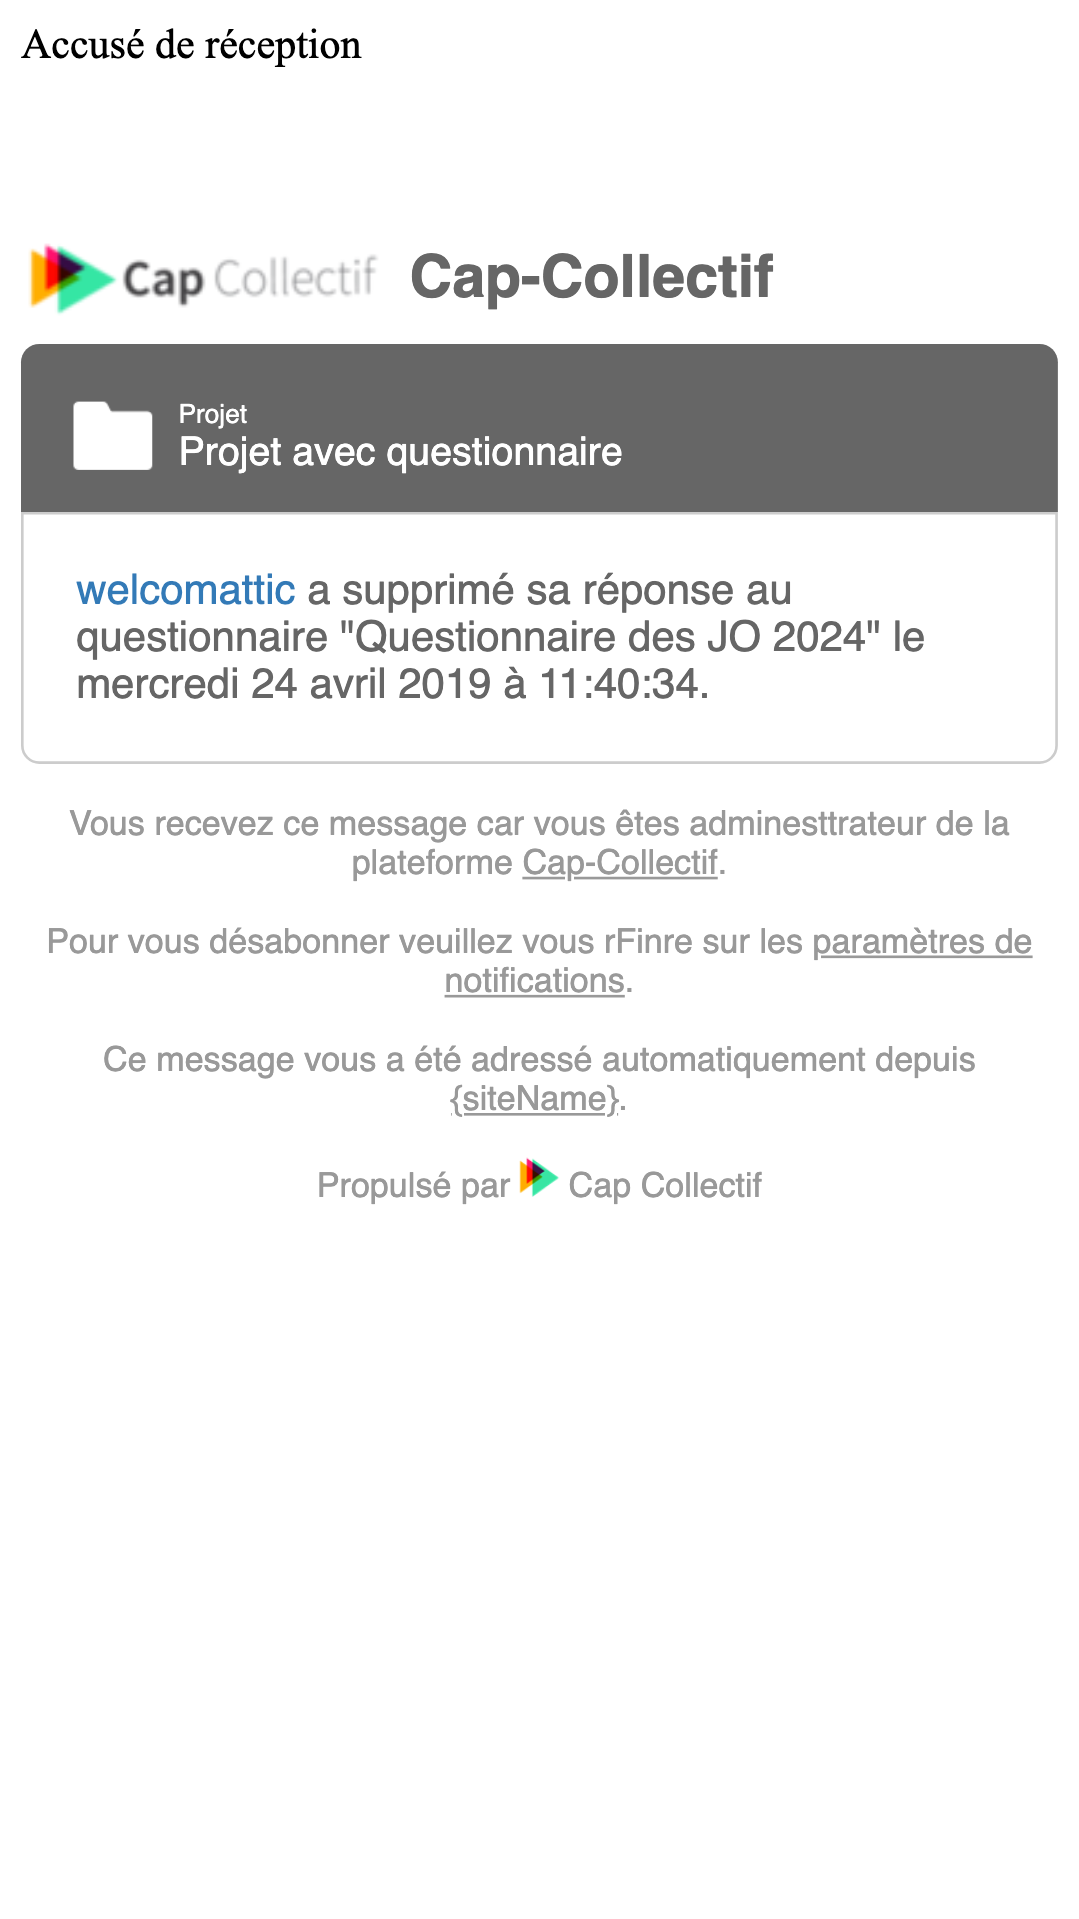 Accusé de réception
Cap Collectif Cap-Collectif
Projet
Projet avec questionnaire
welcomattic a supprimé sa réponse au
questionnaire "Questionnaire des JO 2024" le
mercredi 24 avril 2019 à 11:40:34.
Vous recevez ce message car vous êtes adminesttrateur de la
plateforme Cap-Collectif.
Pour vous désabonner veuillez vous rFinre sur les paramètres de
notifications.
Ce message vous a été adressé automatiquement depuis
{siteName}.
Propulsé par Cap Collectif